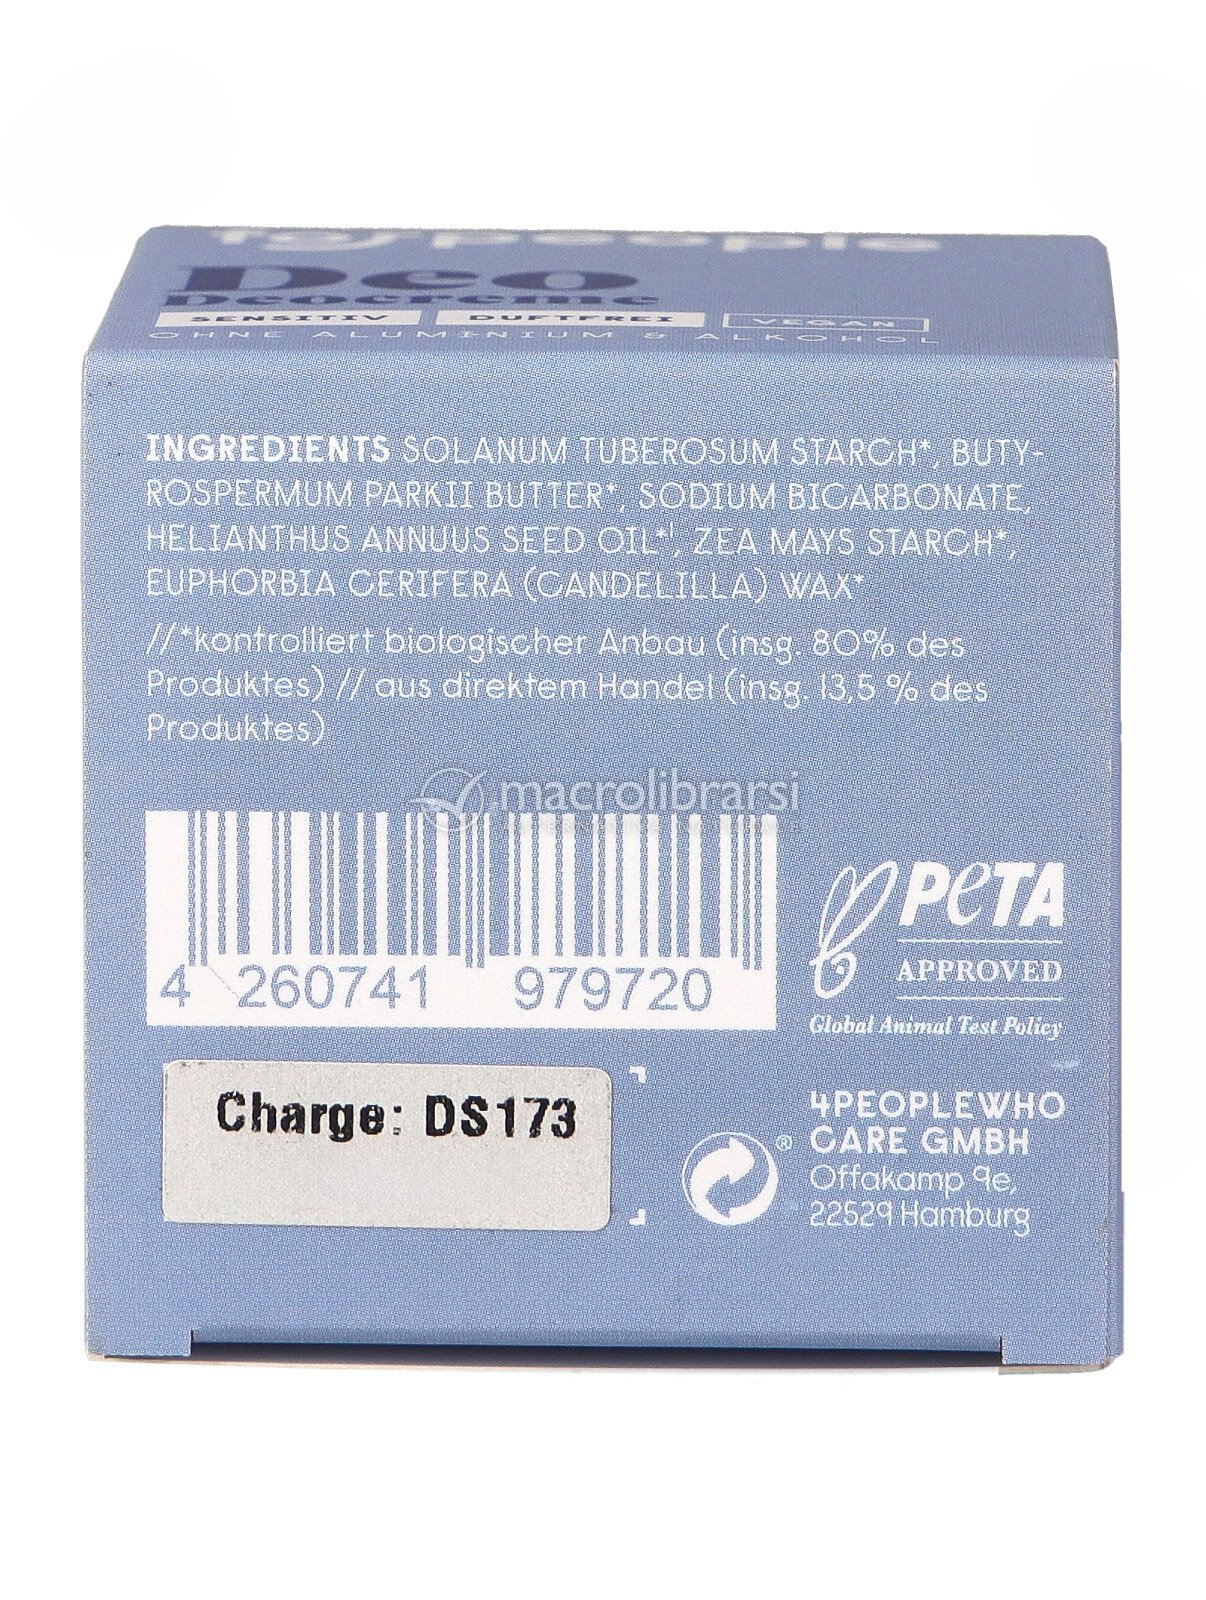 people
Deo
Deocreme
SENSITIV DUFTFREI VEGAN
OHNE ALUMINIUM & ALKOHOL
INGREDIENTS SOLANUM TUBEROSUM STARCH*, BUTY-
ROSPERMUM PARKII BUTTER*, SODIUM BICARBONATE,
HELIANTHUS ANNUUS SEED OIL*', ZEA MAYS STARCH*,
EUPHORBIA CERIFERA (CANDELILLA) WAX*
//*kontrolliert biologischer Anbau (insg. 80% des
Produktes) // aus direktem Handel (insg. 13,5 % des
Produktes)
macrolibrarsi
4 260741 979720
PETA
APPROVED
Global Animal Test Policy
Charge: DS173
®
4PEOPLEWHO
CARE GMBH
Offakamp 9e,
22529 Hamburg